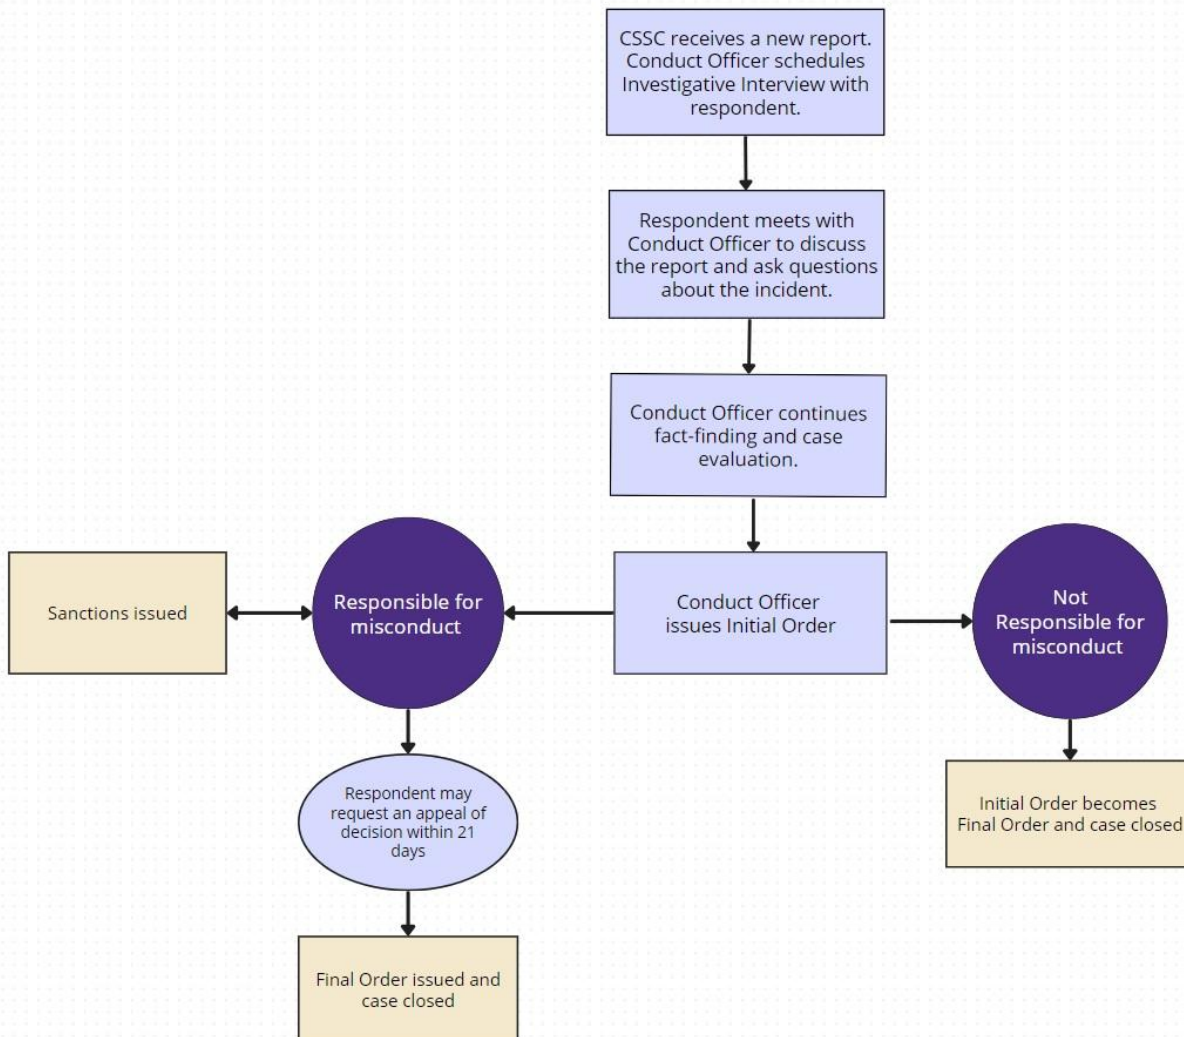 CSSC receives a new report.
Conduct Officer schedules
Investigative Interview with
respondent.
Respondent meets with
Conduct Officer to discuss
the report and ask questions
about the incident.
Conduct Officer continues
fact-finding and case
evaluation.
Sanctions issued
Responsible for
misconduct
Conduct Officer
issues Initial Order
Not
Responsible for
misconduct
Respondent may
request an appeal of
decision within 21
days
Initial Order becomes
Final Order and case closed
Final Order issued and
case closed